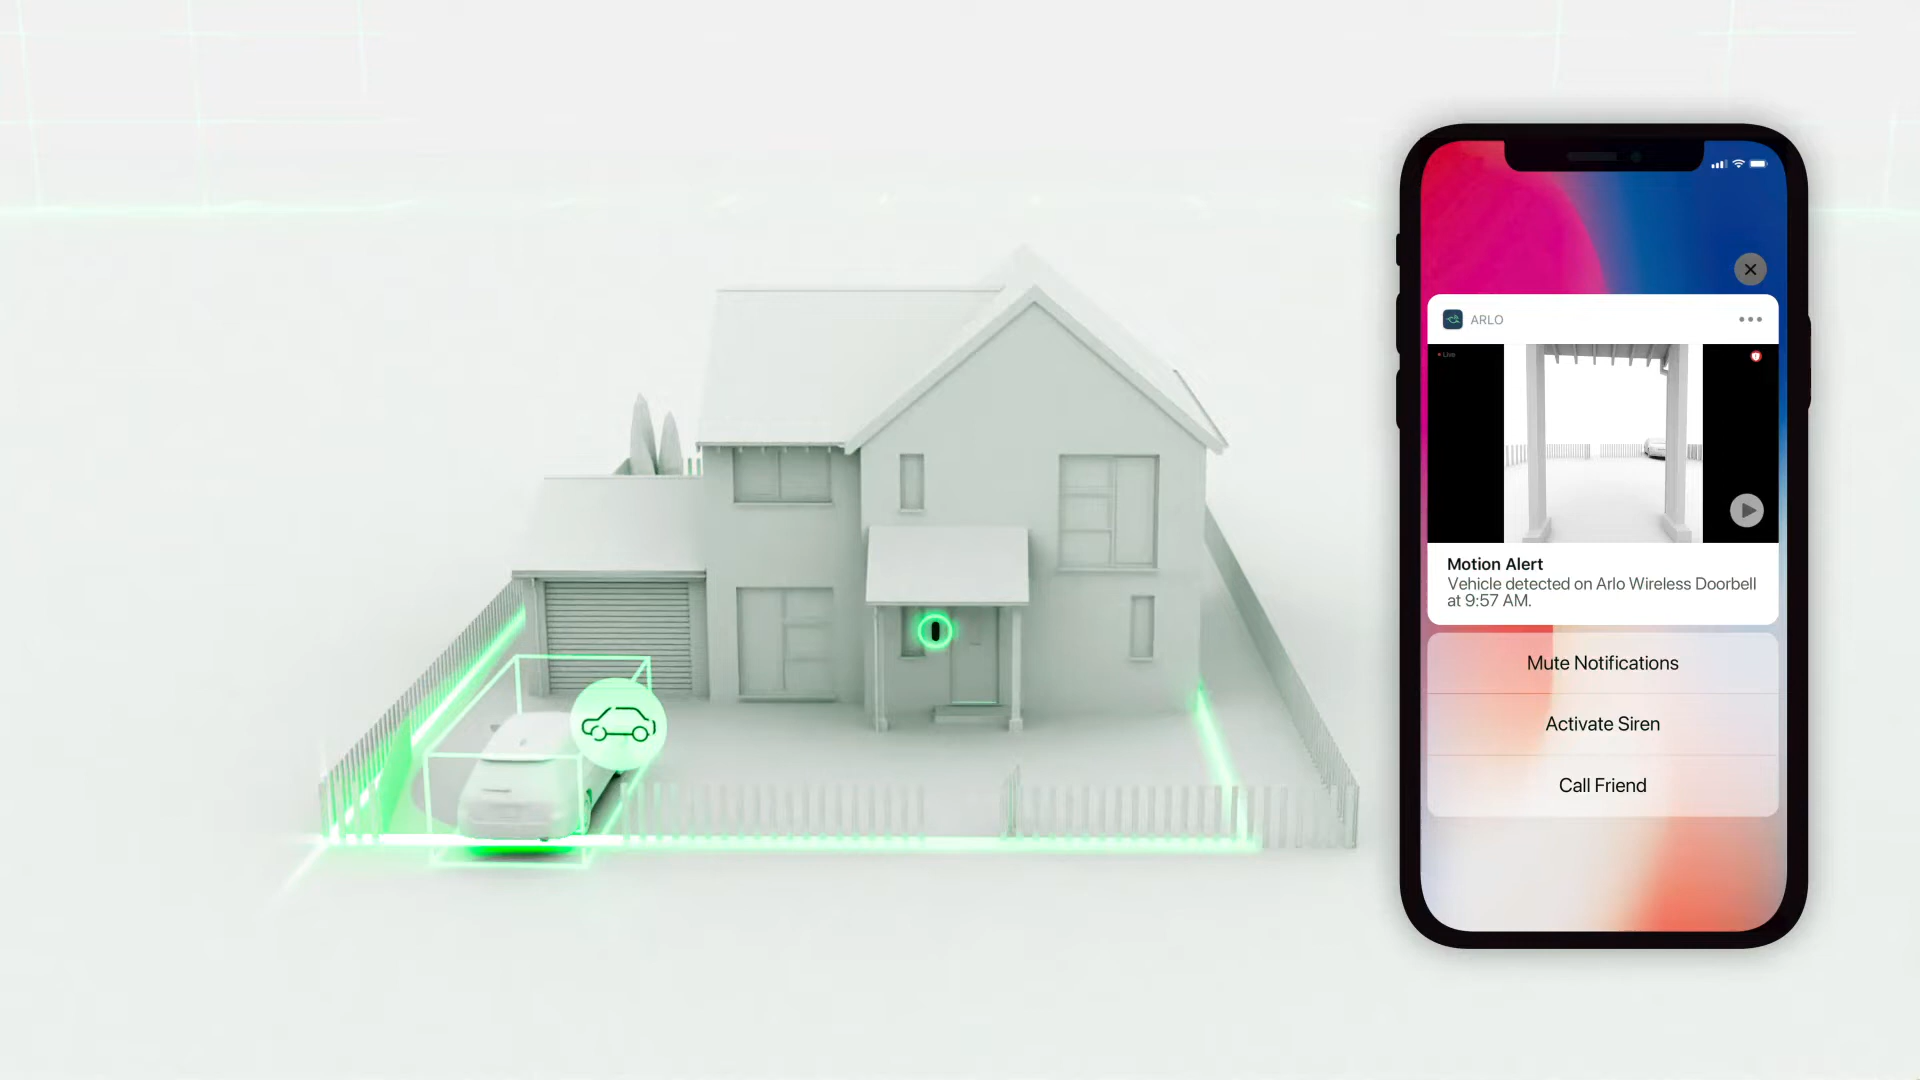 ARLO
Live
Motion Alert
Vehicle detected on Arlo Wireless Doorbell
at 9:57 AM.
Mute Notifications
Activate Siren
Call Friend